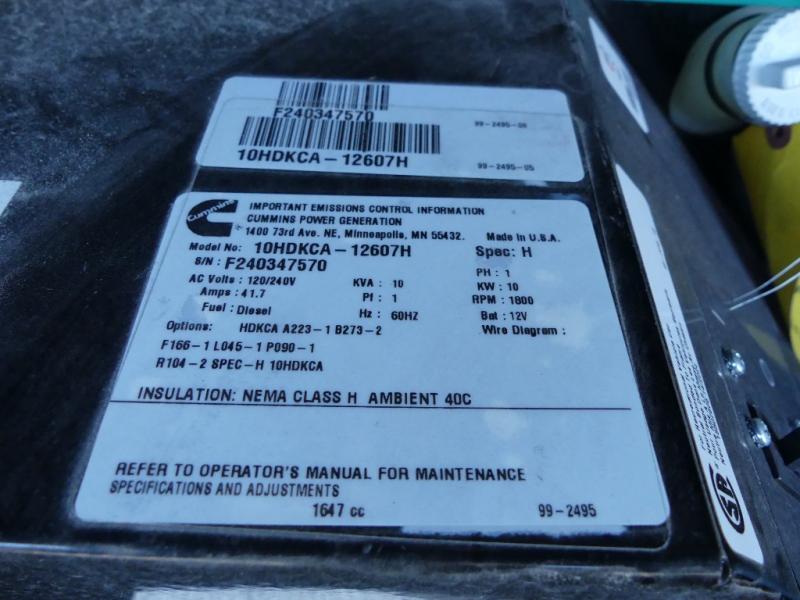 F240347570
99-2495-05
10HDKCA-12607H
99-2495-05
Cummins
IMPORTANT EMISSIONS CONTROL INFORMATION
CUMMINS POWER GENERATION
1400 73rd Ave. NE, Minneapolis, MN 55432. Made in U.S.A.
Model No: 10HDKCA-12607H Spec: H
S/N: F240347570 PH: 1
AC Volts: 120/240V KVA: 10 KW: 10
Amps: 41.7 Pf: 1 RPM: 1800
Fuel: Diesel Hz: 60HZ Bat: 12V
Options: HDKCA A223-1 B273-2 Wire Diagram:
F166-1 L045-1 P090-1
R104-2 SPEC-H 10HDKCA
INSULATION: NEMA CLASS H AMBIENT 40C
REFER TO OPERATOR'S MANUAL FOR MAINTENANCE
SPECIFICATIONS AND ADJUSTMENTS
1647 cc 99-2495